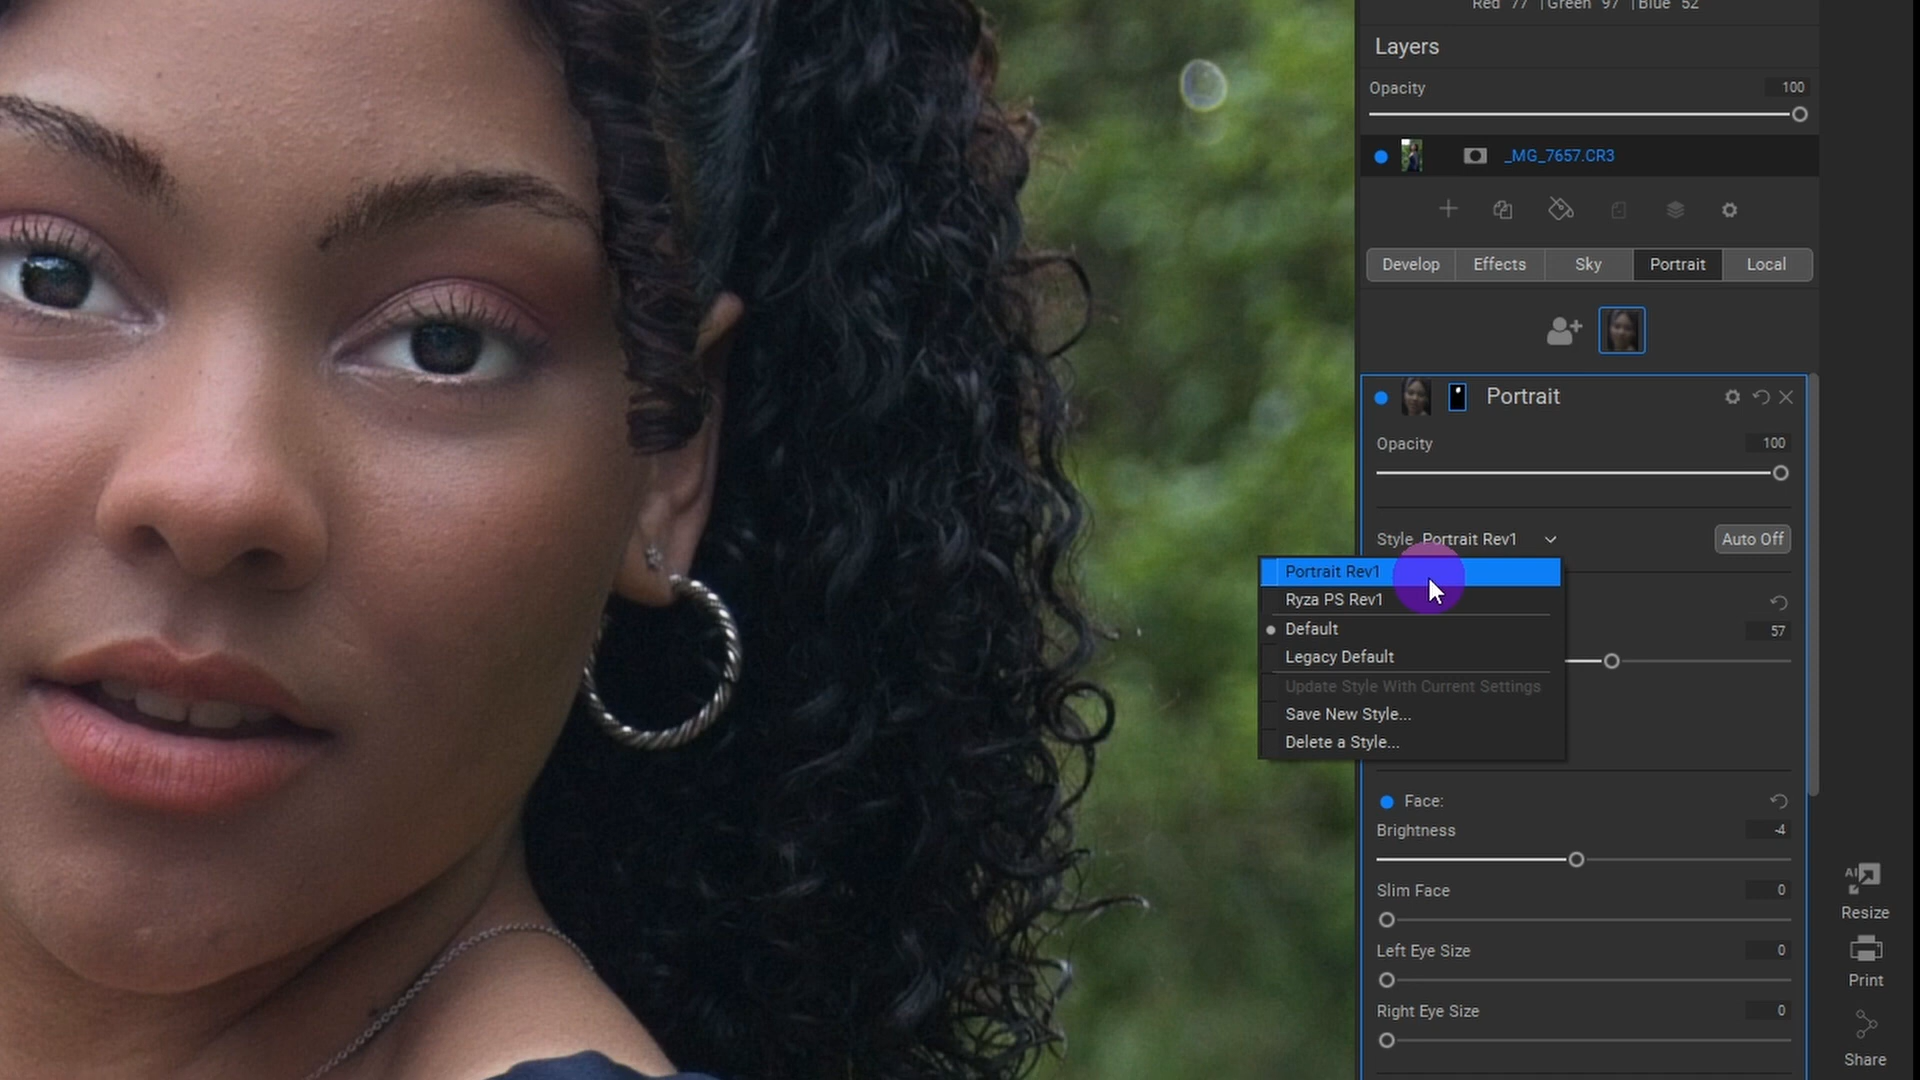 Red 77 | Green 97 | Blue 52
Layers
Opacity 100
_MG_7657.CR3
Develop Effects Sky Portrait Local
Portrait
Opacity 100
Style Portrait Rev1 Auto Off
Portrait Rev1
Ryza PS Rev1
Default
57
Legacy Default
Update Style With Current Settings
Save New Style...
Delete a Style...
Face:
Brightness -4
Slim Face 0
Left Eye Size 0
Right Eye Size 0
AI
Resize
Print
Share